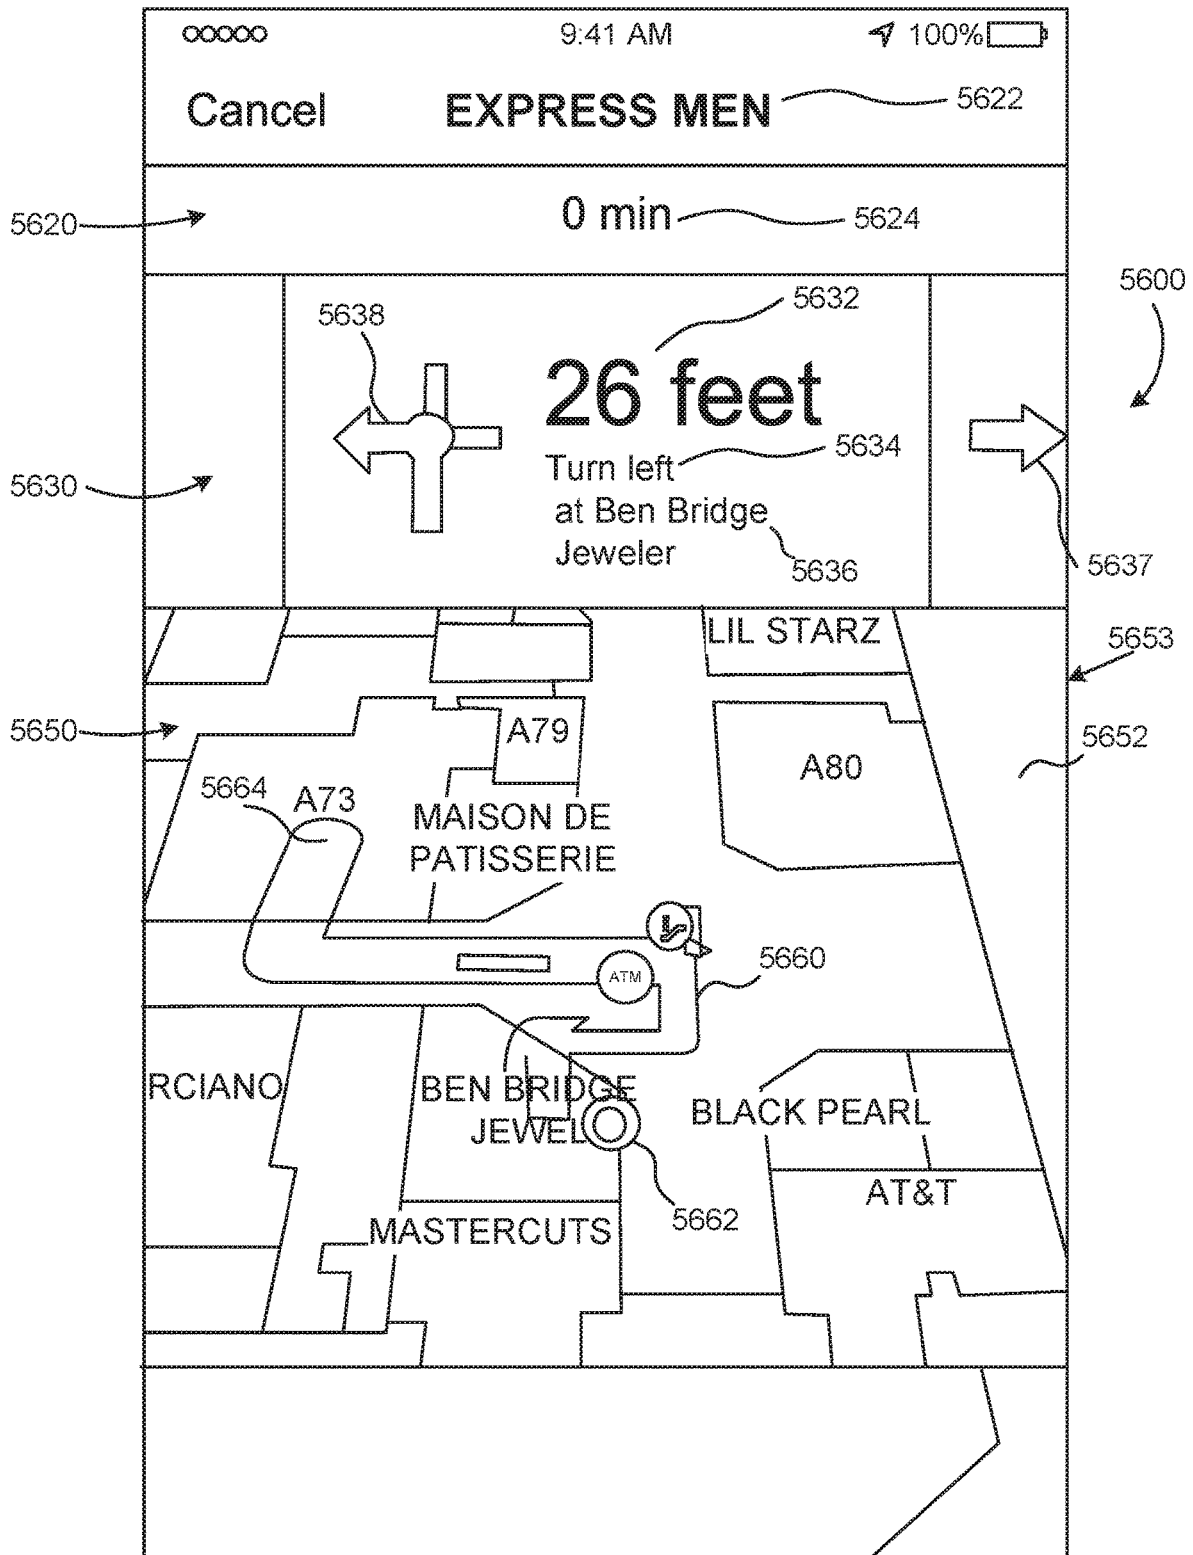 9:41 AM 100%
Cancel EXPRESS MEN 5622
5620 0 min 5624
5600
5638 5632
26 feet
5634
Turn left
5630 at Ben Bridge
Jeweler 5636 5637
LIL STARZ
5653
5650 A79 5652
A80
5664 A73
MAISON DE
PATISSERIE
5660
ATM
RCIANO BEN BRIDGE BLACK PEARL
JEWEL
AT&T
5662
MASTERCUTS